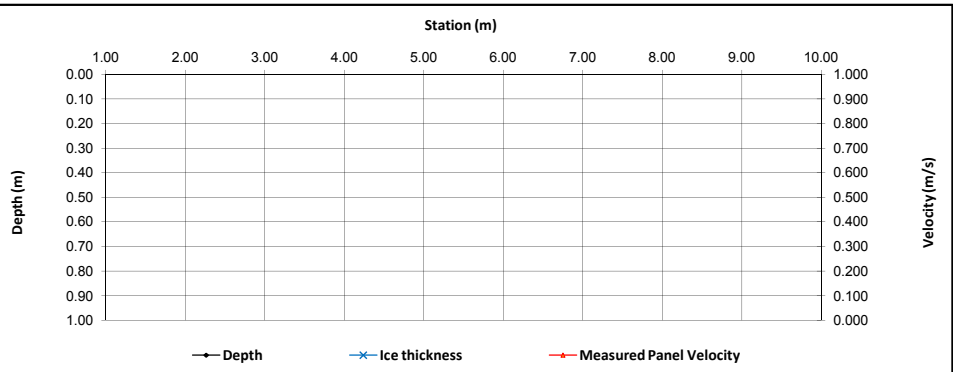 Station (m)
1.00 2.00 3.00 4.00 5.00 6.00 7.00 8.00 9.00 10.00
0.00 1.000
0.10 0.900
0.20 0.800
0.30 0.700
0.40 0.600
0.50 0.500
0.60 0.400
0.70 0.300
0.80 0.200
0.90 0.100
1.00 0.000
Depth (m)
Velocity (m/s)
Depth Ice thickness Measured Panel Velocity